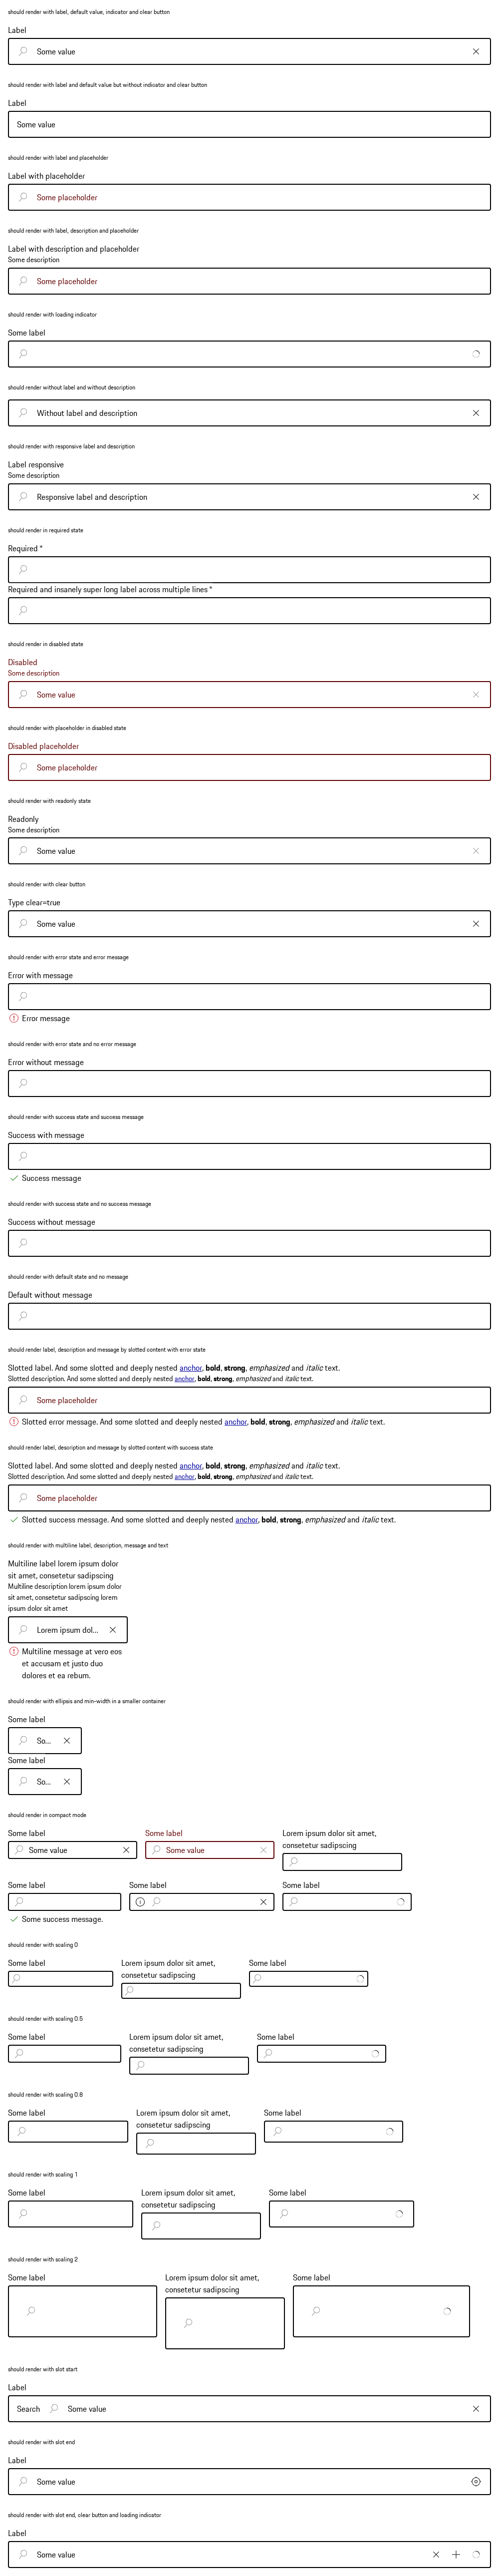 should render with label, default value, indicator and clear button
Label
Some value
should render with label and default value but without indicator and clear button
Label
Some value
should render with label and placeholder
Label with placeholder
Some placeholder
should render with label, description and placeholder
Label with description and placeholder
Some description
Some placeholder
should render with loading indicator
Some label
should render without label and without description
Without label and description
should render with responsive label and description
Label responsive
Some description
Responsive label and description
should render in required state
Required *
Required and insanely super long label across multiple lines *
should render in disabled state
Disabled
Some description
Some value
should render with placeholder in disabled state
Disabled placeholder
Some placeholder
should render with readonly state
Readonly
Some description
Some value
should render with clear button
Type clear=true
Some value
should render with error state and error message
Error with message
Error message
should render with error state and no error message
Error without message
should render with success state and success message
Success with message
Success message
should render with success state and no success message
Success without message
should render with default state and no message
Default without message
should render label, description and message by slotted content with error state
Slotted label. And some slotted and deeply nested anchor, bold, strong, emphasized and italic text.
Slotted description. And some slotted and deeply nested anchor, bold, strong, emphasized and italic text.
Some placeholder
Slotted error message. And some slotted and deeply nested anchor, bold, strong, emphasized and italic text.
should render label, description and message by slotted content with success state
Slotted label. And some slotted and deeply nested anchor, bold, strong, emphasized and italic text.
Slotted description. And some slotted and deeply nested anchor, bold, strong, emphasized and italic text.
Some placeholder
Slotted success message. And some slotted and deeply nested anchor, bold, strong, emphasized and italic text.
should render with multiline label, description, message and text
Multiline label lorem ipsum dolor
sit amet, consetetur sadipscing
Multiline description lorem ipsum dolor
sit amet, consetetur sadipscing lorem
ipsum dolor sit amet
Lorem ipsum dol...
Multiline message at vero eos
et accusam et justo duo
dolores et ea rebum.
should render with ellipsis and min-width in a smaller container
Some label
So...
Some label
So...
should render in compact mode
Some label
Some value
Some label
Some value
Lorem ipsum dolor sit amet,
consetetur sadipscing
Some label
Some success message.
Some label
Some label
should render with scaling 0
Some label
Lorem ipsum dolor sit amet,
consetetur sadipscing
Some label
should render with scaling 0.5
Some label
Lorem ipsum dolor sit amet,
consetetur sadipscing
Some label
should render with scaling 0.8
Some label
Lorem ipsum dolor sit amet,
consetetur sadipscing
Some label
should render with scaling 1
Some label
Lorem ipsum dolor sit amet,
consetetur sadipscing
Some label
should render with scaling 2
Some label
Lorem ipsum dolor sit amet,
consetetur sadipscing
Some label
should render with slot start
Label
Search Some value
should render with slot end
Label
Some value
should render with slot end, clear button and loading indicator
Label
Some value